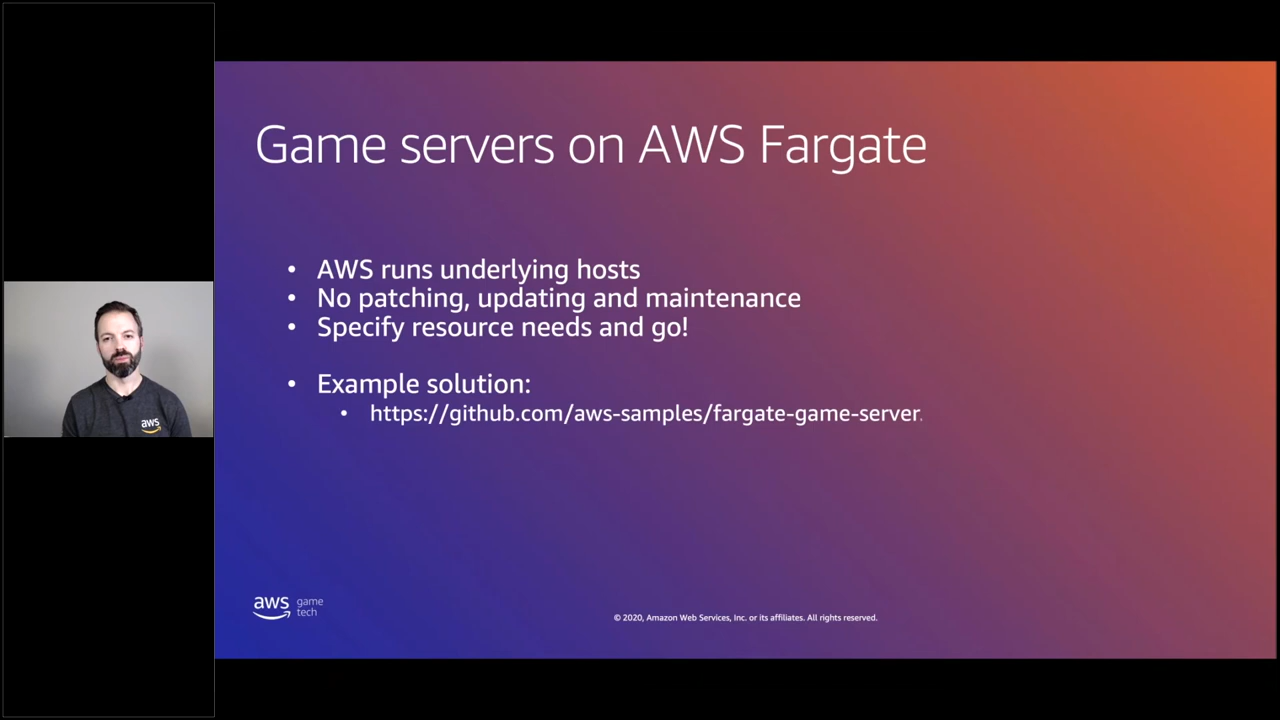 Game servers on AWS Fargate
• AWS runs underlying hosts
• No patching, updating and maintenance
• Specify resource needs and go!
• Example solution:
• https://github.com/aws-samples/fargate-game-server.
aws
aws game
tech
© 2020, Amazon Web Services, Inc. or its affiliates. All rights reserved.